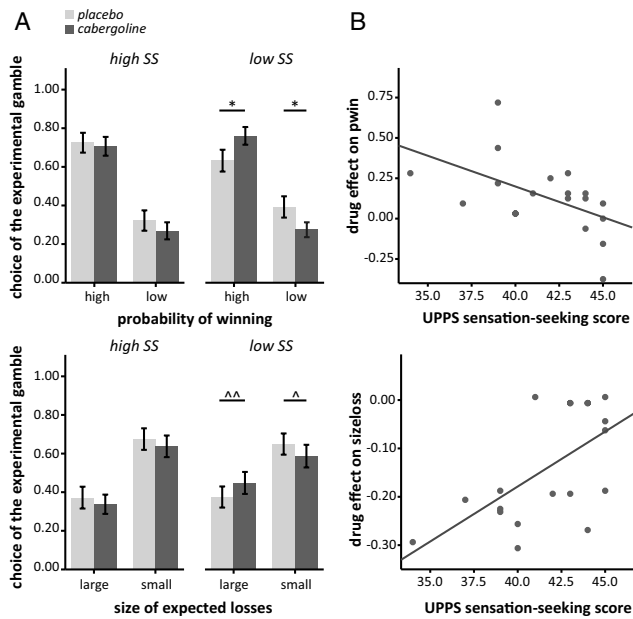 A
placebo
cabergoline
high SS
low SS
choice of the experimental gamble
1.00
0.80
0.60
0.40
0.20
0.00
*
*
high
low
high
low
probability of winning
B
drug effect on pwin
0.75
0.50
0.25
0.00
-0.25
35.0
37.5
40.0
42.5
45.0
UPPS sensation-seeking score
high SS
low SS
choice of the experimental gamble
1.00
0.80
0.60
0.40
0.20
0.00
^^
^
large
small
large
small
size of expected losses
drug effect on sizeloss
0.00
-0.10
-0.20
-0.30
35.0
37.5
40.0
42.5
45.0
UPPS sensation-seeking score